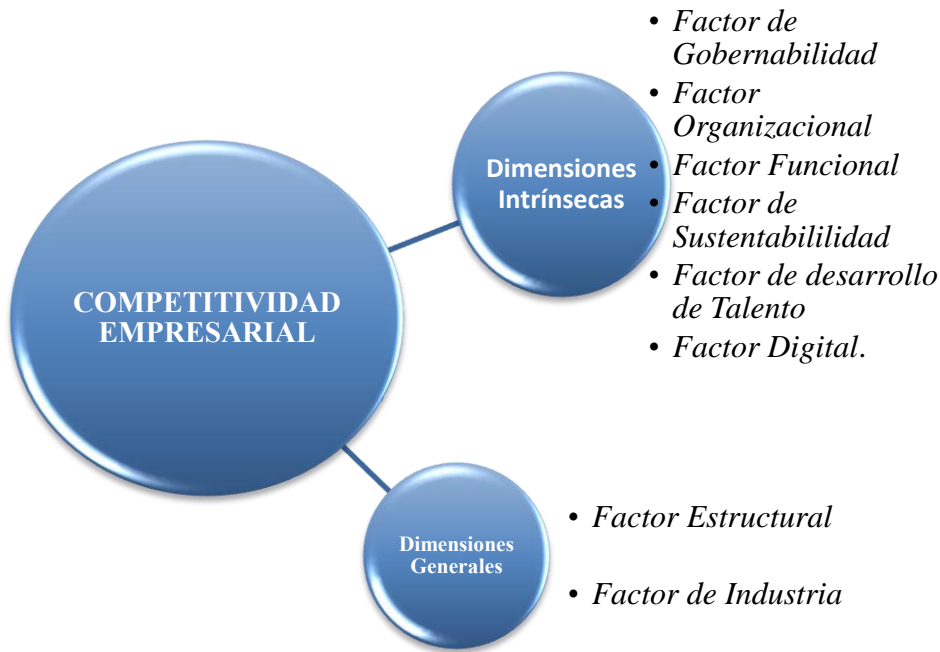 COMPETITIVIDAD
EMPRESARIAL
Dimensiones
Intrínsecas
• Factor de
Gobernabilidad
• Factor
Organizacional
• Factor Funcional
• Factor de
Sustentabililidad
• Factor de desarrollo
de Talento
• Factor Digital.
Dimensiones
Generales
• Factor Estructural
• Factor de Industria